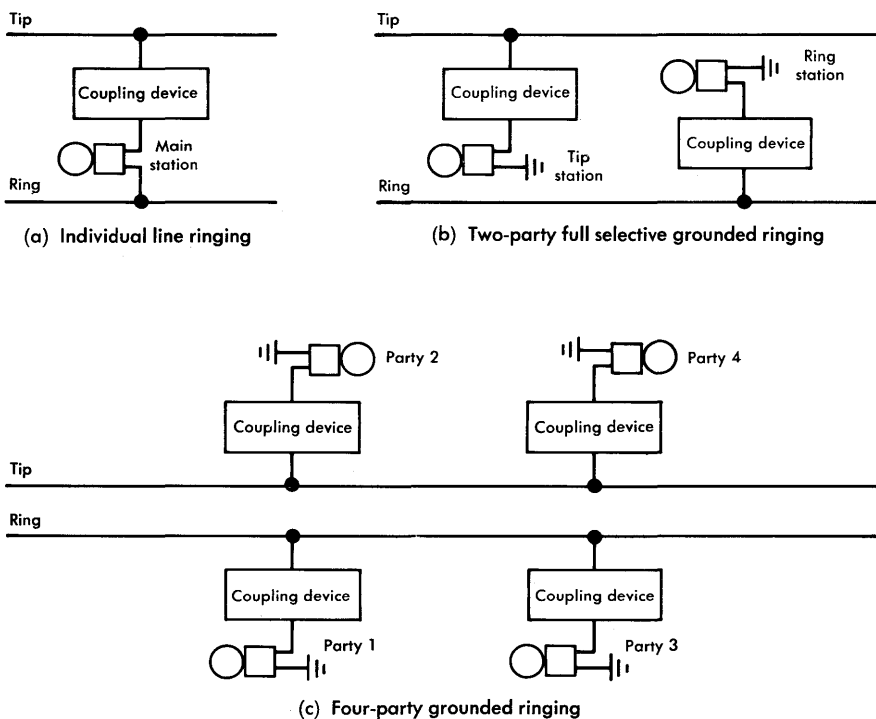 Tip
Coupling device
Main
station
Ring
(a) Individual line ringing
Tip
Coupling device
Tip
station
Ring
station
Coupling device
Ring
(b) Two-party full selective grounded ringing
Party 2
Party 4
Coupling device
Coupling device
Tip
Ring
Coupling device
Coupling device
Party 1
Party 3
(c) Four-party grounded ringing